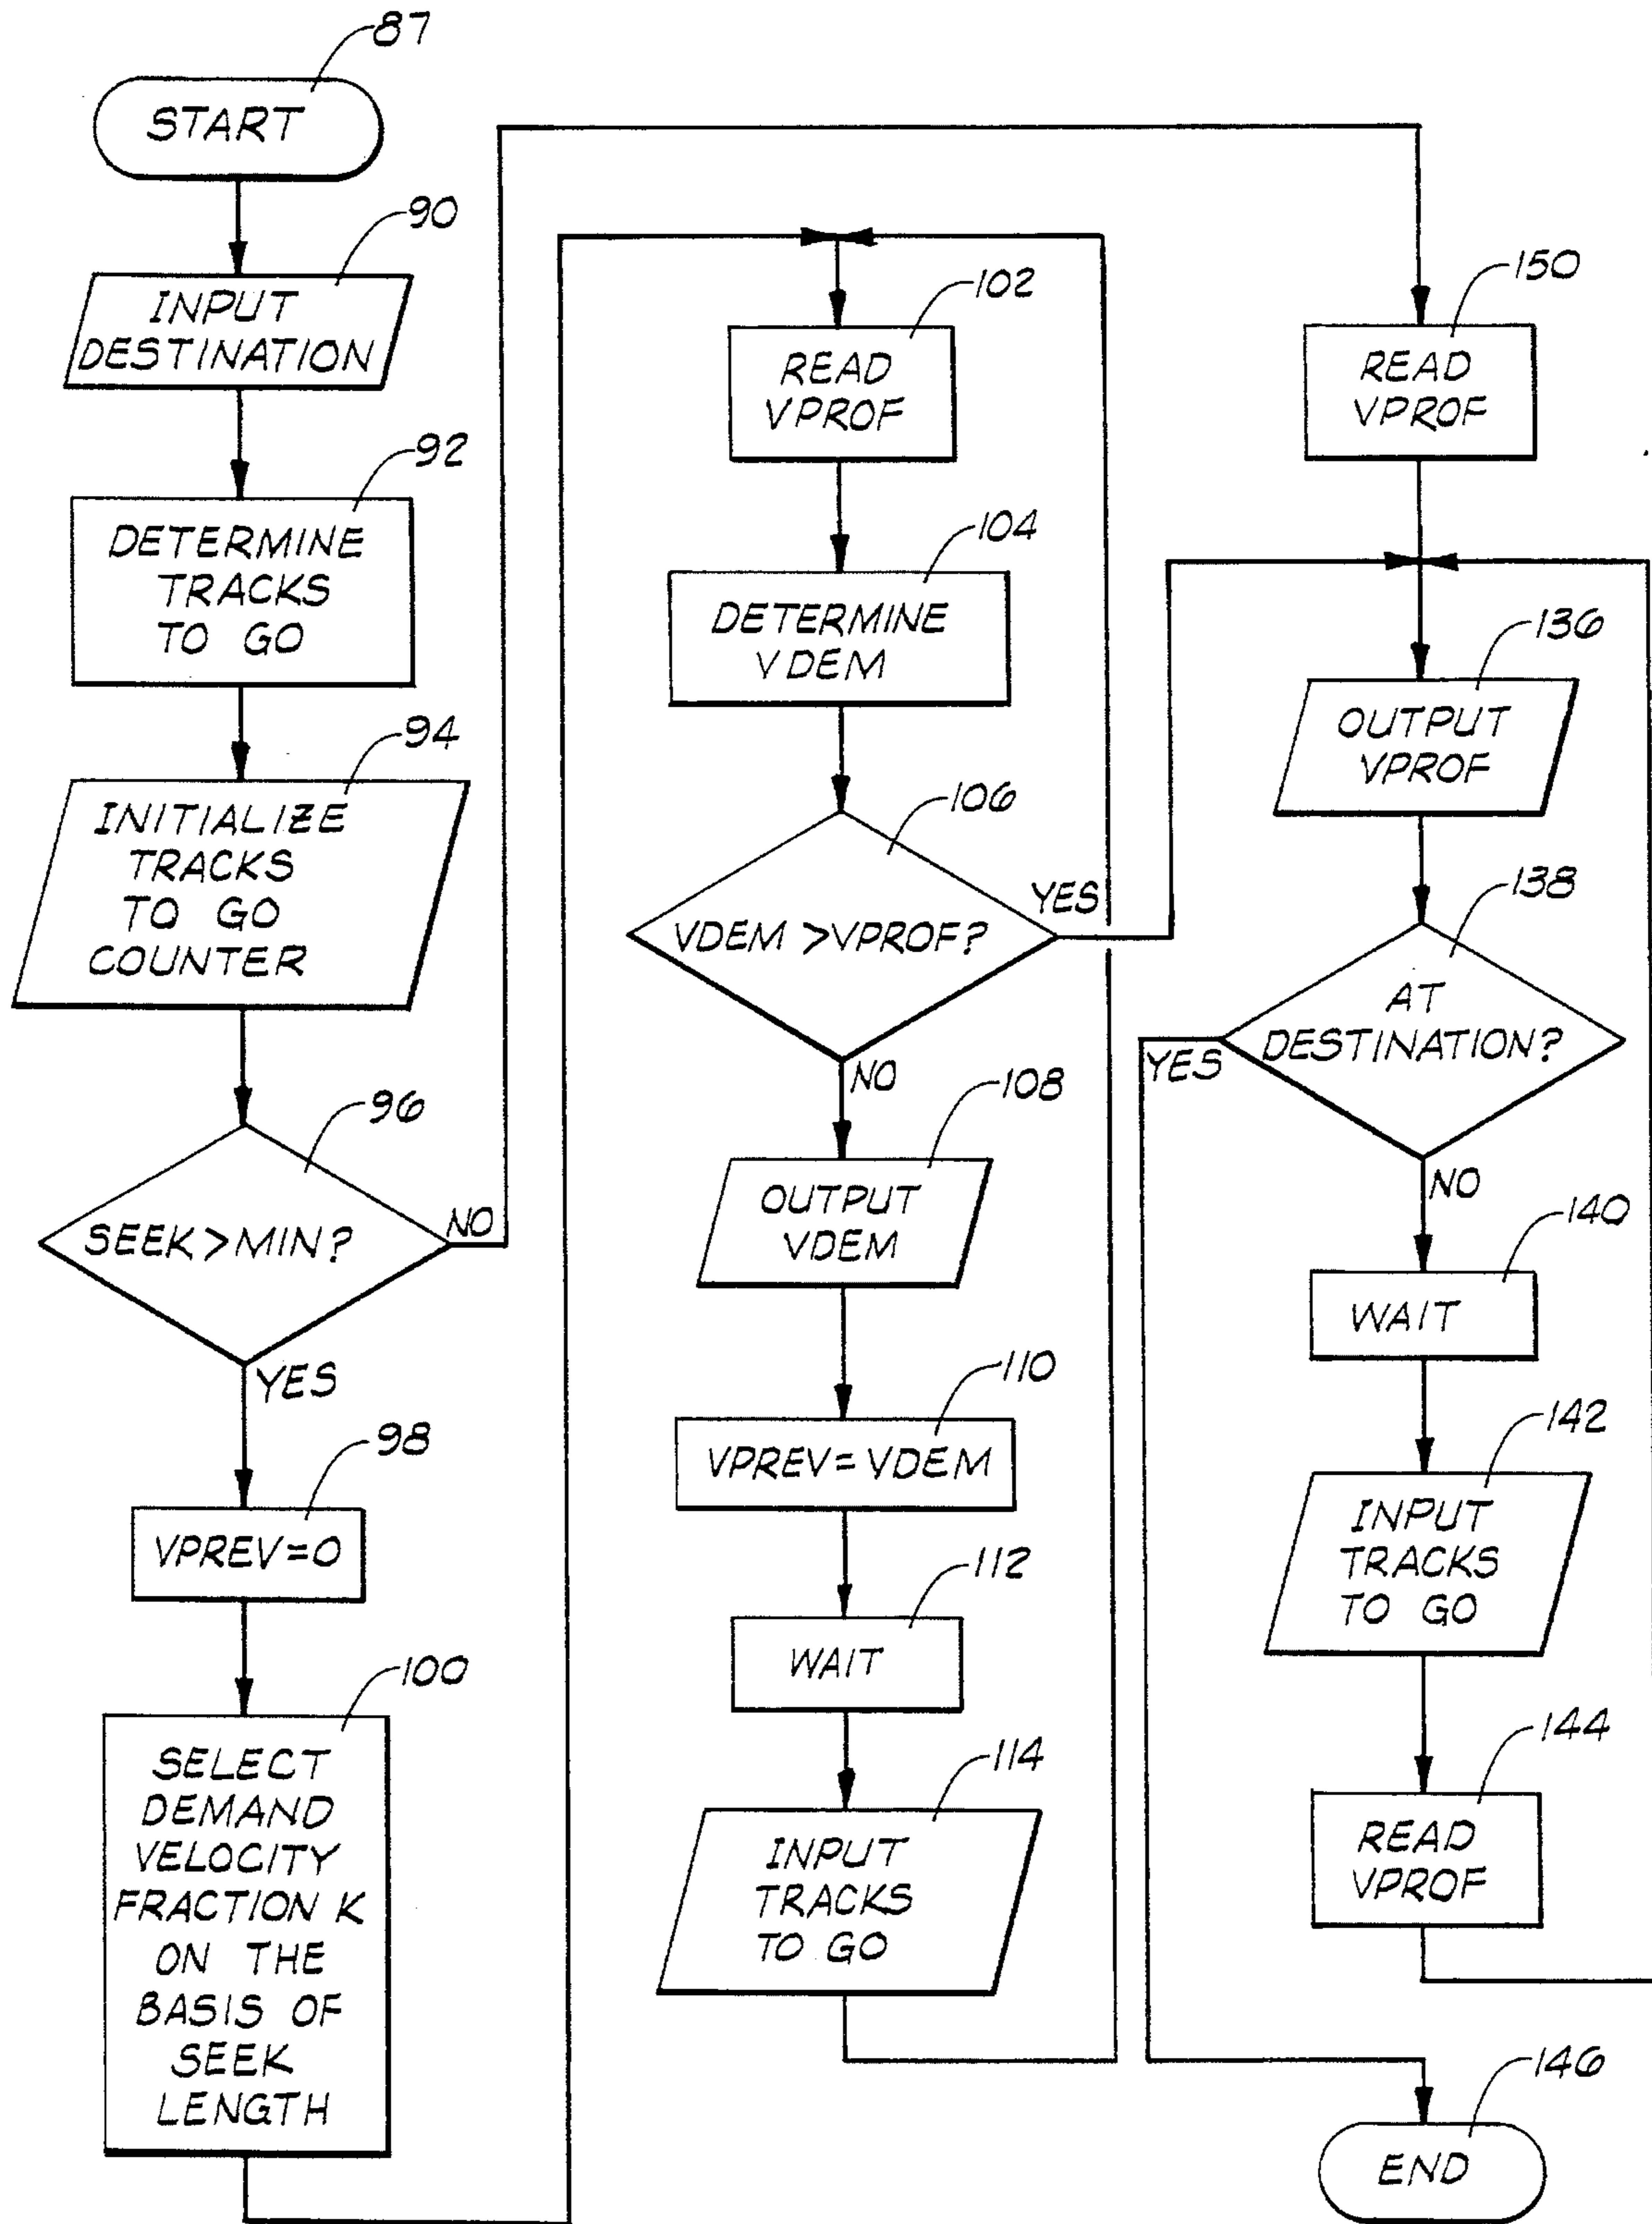 87
START
90
INPUT
DESTINATION
92
DETERMINE
TRACKS
TO GO
94
INITIALIZE
TRACKS
TO GO
COUNTER
96
SEEK>MIN?
NO
YES
98
VPREV=0
100
SELECT
DEMAND
VELOCITY
FRACTION K
ON THE
BASIS OF
SEEK
LENGTH
102
READ
VPROF
104
DETERMINE
VDEM
106
VDEM >VPROF?
YES
NO
108
OUTPUT
VDEM
110
VPREV=VDEM
112
WAIT
114
INPUT
TRACKS
TO GO
150
READ
VPROF
136
OUTPUT
VPROF
138
AT
DESTINATION?
YES
NO
140
WAIT
142
INPUT
TRACKS
TO GO
144
READ
VPROF
146
END